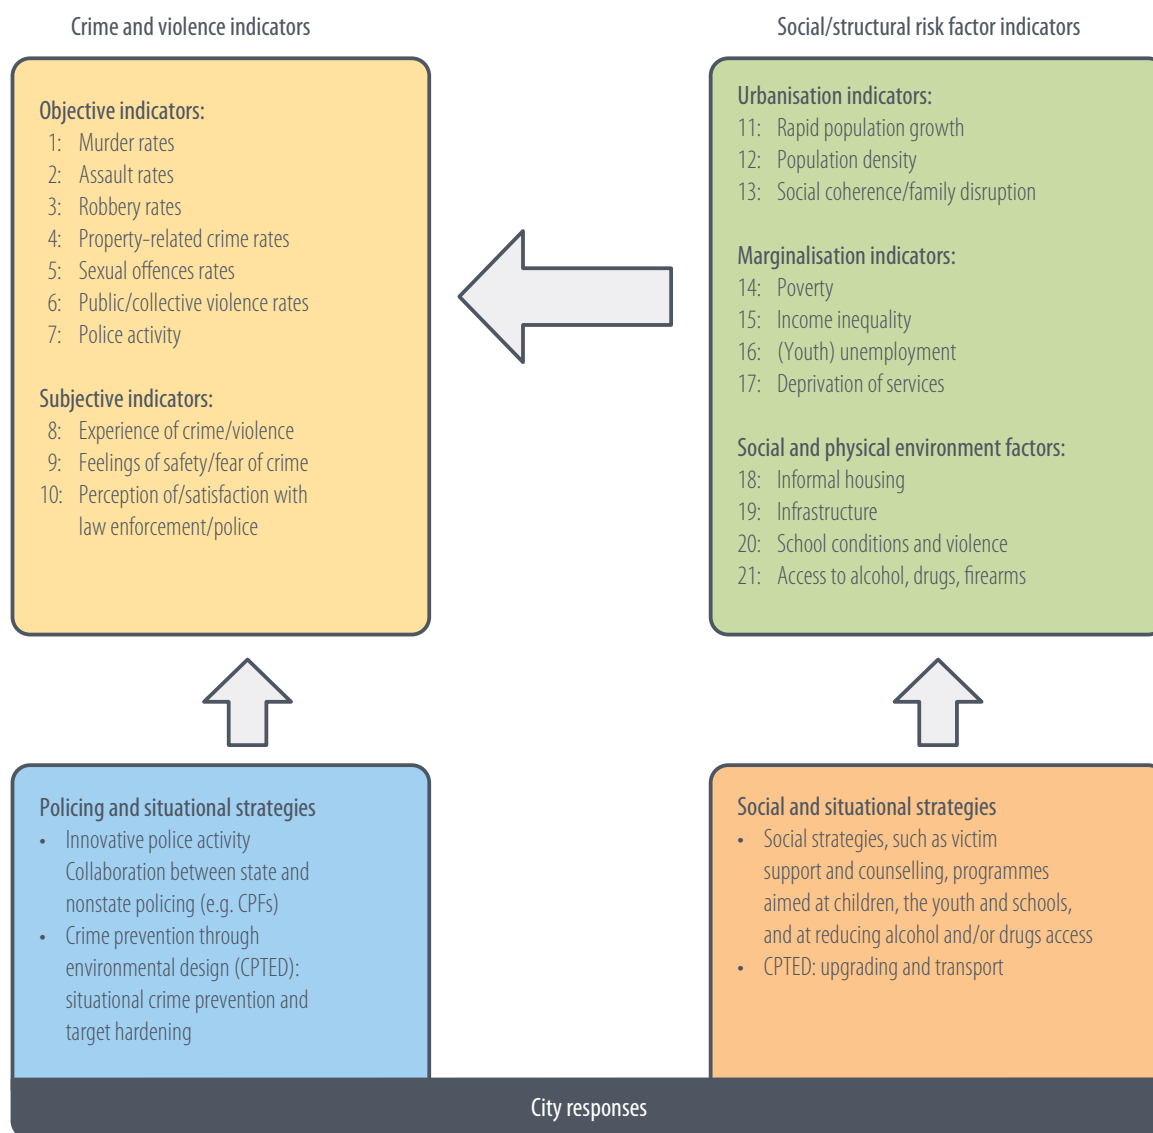 Crime and violence indicators
Objective indicators:
1: Murder rates
2: Assault rates
3: Robbery rates
4: Property-related crime rates
5: Sexual offences rates
6: Public/collective violence rates
7: Police activity
Subjective indicators:
8: Experience of crime/violence
9: Feelings of safety/fear of crime
10: Perception of/satisfaction with
law enforcement/police
Social/structural risk factor indicators
Urbanisation indicators:
11: Rapid population growth
12: Population density
13: Social coherence/family disruption
Marginalisation indicators:
14: Poverty
15: Income inequality
16: (Youth) unemployment
17: Deprivation of services
Social and physical environment factors:
18: Informal housing
19: Infrastructure
20: School conditions and violence
21: Access to alcohol, drugs, firearms
Policing and situational strategies
• Innovative police activity
Collaboration between state and
nonstate policing (e.g. CPFs)
• Crime prevention through
environmental design (CPTED):
situational crime prevention and
target hardening
Social and situational strategies
• Social strategies, such as victim
support and counselling, programmes
aimed at children, the youth and schools,
and at reducing alcohol and/or drugs access
• CPTED: upgrading and transport
City responses